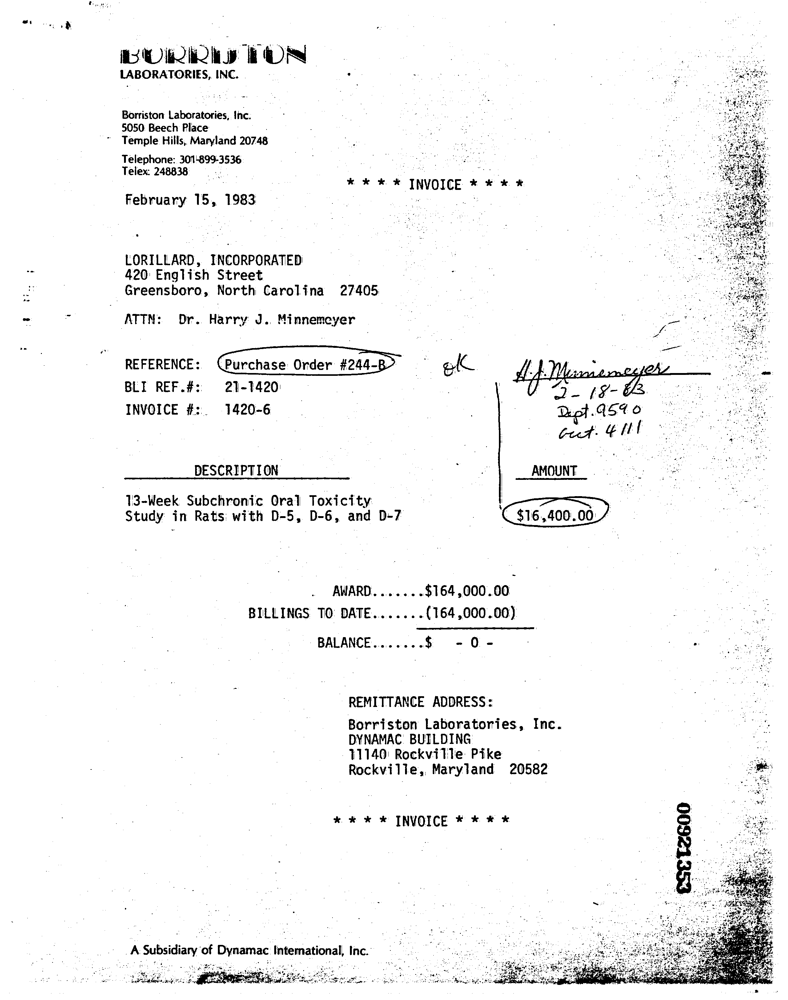 BORRISTON
LABORATORIES, INC.
Borriston Laboratories, Inc.
5050 Beech Place
Temple Hills, Maryland 20748
Telephone: 301-899-3536
Telex: 248838
* * * * INVOICE * * * *
February 15, 1983
LORILLARD, INCORPORATED
420 English Street
Greensboro, North Carolina 27405
ATTN: Dr. Harry J. Minnemeyer
REFERENCE: Purchase Order #244-B
OK
H.J. Minnemeyer
BLI REF.#: 21-1420
2-18-83
INVOICE #: 1420-6
Dept. 9590
Acct. 4111
DESCRIPTION AMOUNT
13-Week Subchronic Oral Toxicity
Study in Rats with D-5, D-6, and D-7 $16,400.00
AWARD.......$164,000.00
BILLINGS TO DATE.......(164,000.00)
BALANCE.......$ - 0 -
REMITTANCE ADDRESS:
Borriston Laboratories, Inc.
DYNAMAC BUILDING
11140 Rockville Pike
Rockville, Maryland 20582
* * * * INVOICE * * * *
00921353
A Subsidiary of Dynamac International, Inc.